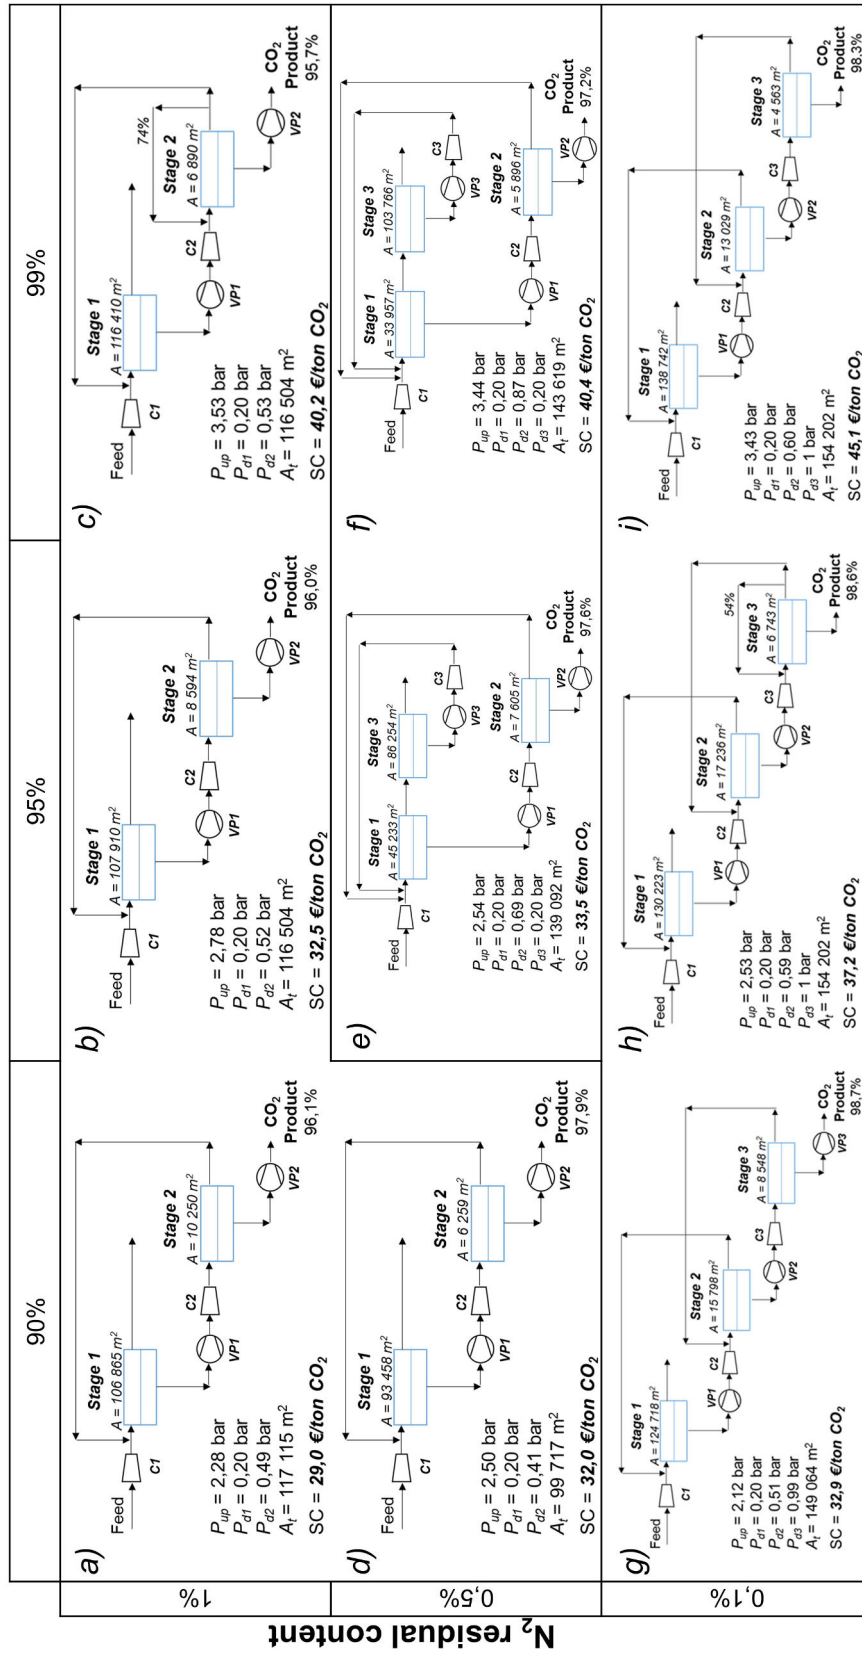 90%
95%
99%
N2 residual content
1%
a)
Feed
C1
Stage 1
A = 106 865 m²
VP1
C2
Stage 2
A = 10 250 m²
VP2
CO2
Product
96,1%
Pup = 2,28 bar
Pd1 = 0,20 bar
Pd2 = 0,49 bar
At = 117 115 m²
SC = 29,0 €/ton CO2
b)
Feed
C1
Stage 1
A = 107 910 m²
VP1
C2
Stage 2
A = 8 594 m²
VP2
CO2
Product
96,0%
Pup = 2,78 bar
Pd1 = 0,20 bar
Pd2 = 0,52 bar
At = 116 504 m²
SC = 32,5 €/ton CO2
c)
Feed
C1
Stage 1
A = 116 410 m²
VP1
C2
74%
Stage 2
A = 6 890 m²
VP2
CO2
Product
95,7%
Pup = 3,53 bar
Pd1 = 0,20 bar
Pd2 = 0,53 bar
At = 116 504 m²
SC = 40,2 €/ton CO2
0,5%
d)
Feed
C1
Stage 1
A = 93 458 m²
VP1
C2
Stage 2
A = 6 259 m²
VP2
CO2
Product
97,9%
Pup = 2,50 bar
Pd1 = 0,20 bar
Pd2 = 0,41 bar
At = 99 717 m²
SC = 32,0 €/ton CO2
e)
Feed
C1
Stage 1
A = 45 233 m²
Stage 3
A = 86 254 m²
VP3
C3
VP1
C2
Stage 2
A = 7 605 m²
VP2
CO2
Product
97,6%
Pup = 2,54 bar
Pd1 = 0,20 bar
Pd2 = 0,69 bar
Pd3 = 0,20 bar
At = 139 092 m²
SC = 33,5 €/ton CO2
f)
Feed
C1
Stage 1
A = 33 957 m²
Stage 3
A = 103 766 m²
VP3
C3
VP1
C2
Stage 2
A = 5 896 m²
VP2
CO2
Product
97,2%
Pup = 3,44 bar
Pd1 = 0,20 bar
Pd2 = 0,87 bar
Pd3 = 0,20 bar
At = 143 619 m²
SC = 40,4 €/ton CO2
0,1%
g)
Feed
C1
Stage 1
A = 124 718 m²
VP1
C2
Stage 2
A = 15 798 m²
VP2
C3
Stage 3
A = 8 548 m²
VP3
CO2
Product
98,7%
Pup = 2,12 bar
Pd1 = 0,20 bar
Pd2 = 0,51 bar
Pd3 = 0,99 bar
At = 149 064 m²
SC = 32,9 €/ton CO2
h)
Feed
C1
Stage 1
A = 130 223 m²
VP1
C2
Stage 2
A = 17 236 m²
VP2
C3
54%
Stage 3
A = 6 743 m²
CO2
Product
98,6%
Pup = 2,53 bar
Pd1 = 0,20 bar
Pd2 = 0,59 bar
Pd3 = 1 bar
At = 154 202 m²
SC = 37,2 €/ton CO2
i)
Feed
C1
Stage 1
A = 138 742 m²
VP1
C2
Stage 2
A = 13 029 m²
VP2
C3
Stage 3
A = 4 563 m²
CO2
Product
98,3%
Pup = 3,43 bar
Pd1 = 0,20 bar
Pd2 = 0,60 bar
Pd3 = 1 bar
At = 154 202 m²
SC = 45,1 €/ton CO2